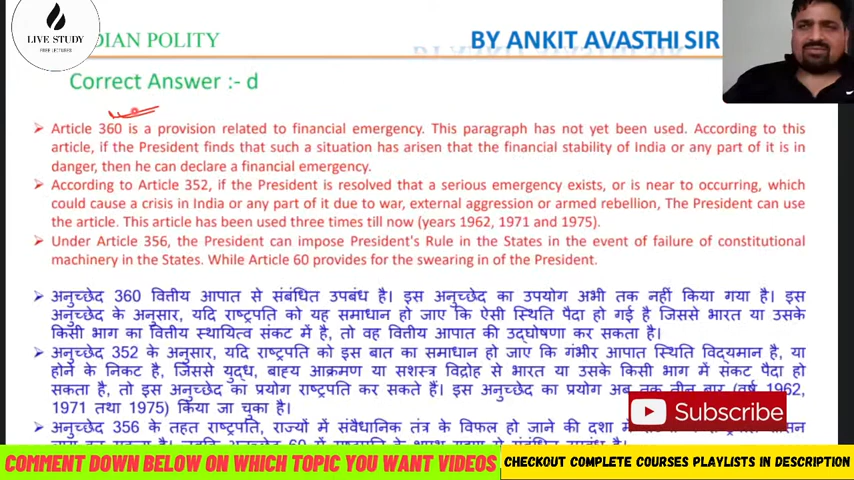 LIVE STUDY
FREE LECTURES
DIAN POLITY
BY ANKIT AVASTHI SIR
Correct Answer :- d
➢ Article 360 is a provision related to financial emergency. This paragraph has not yet been used. According to this
article, if the President finds that such a situation has arisen that the financial stability of India or any part of it is in
danger, then he can declare a financial emergency.
➢ According to Article 352, if the President is resolved that a serious emergency exists, or is near to occurring, which
could cause a crisis in India or any part of it due to war, external aggression or armed rebellion, The President can use
the article. This article has been used three times till now (years 1962, 1971 and 1975).
➢ Under Article 356, the President can impose President's Rule in the States in the event of failure of constitutional
machinery in the States. While Article 60 provides for the swearing in of the President.
➢ अनुच्छेद 360 वित्तीय आपात से संबंधित उपबंध है। इस अनुच्छेद का उपयोग अभी तक नहीं किया गया है। इस
अनुच्छेद के अनुसार, यदि राष्ट्रपति को यह समाधान हो जाए कि ऐसी स्थिति पैदा हो गई है जिससे भारत या उसके
किसी भाग का वित्तीय स्थायित्व संकट में है, तो वह वित्तीय आपात की उद्घोषणा कर सकता है।
➢ अनुच्छेद 352 के अनुसार, यदि राष्ट्रपति को इस बात का समाधान हो जाए कि गंभीर आपात स्थिति विद्यमान है, या
होने के निकट है, जिससे युद्ध, बाह्य आक्रमण या सशस्त्र विद्रोह से भारत या उसके किसी भाग में संकट पैदा हो
सकता है, तो इस अनुच्छेद का प्रयोग राष्ट्रपति कर सकते हैं। इस अनुच्छेद का प्रयोग अब तक तीन बार (वर्ष 1962,
1971 तथा 1975) किया जा चुका है।
Subscribe
➢ अनुच्छेद 356 के तहत राष्ट्रपति, राज्यों में संवैधानिक तंत्र के विफल हो जाने की दशा में
COMMENT DOWN BELOW ON WHICH TOPIC YOU WANT VIDEOS
CHECKOUT COMPLETE COURSES PLAYLISTS IN DESCRIPTION